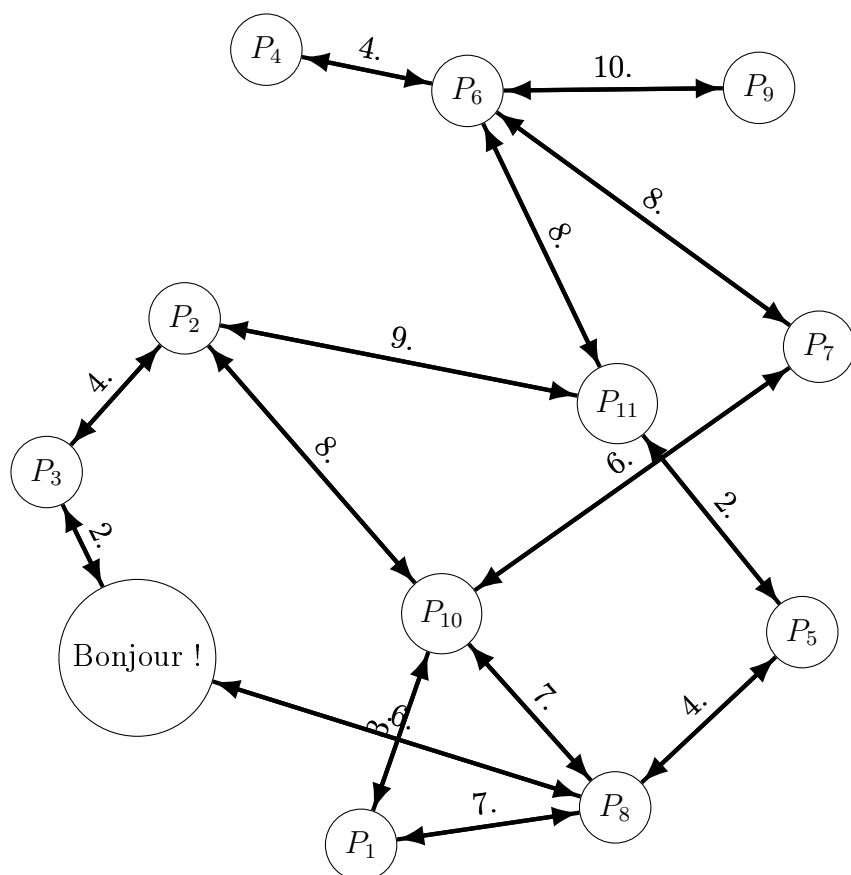 P₄
4.
P₆
10.
P₉
8.
8.
P₂
9.
P₇
4.
P₁₁
8.
6.
P₃
2.
2.
P₁₀
P₅
Bonjour !
7.
4.
3.
6.
P₈
7.
P₁